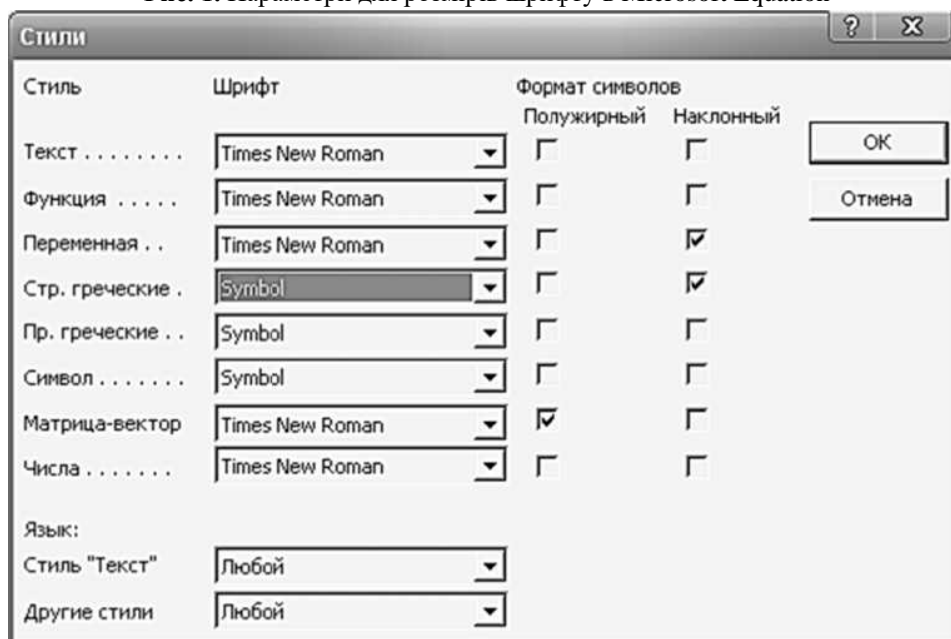 Стили
Стиль Шрифт Формат символов
Полужирный Наклонный
Текст . . . . . . . . Times New Roman OK
Функция . . . . . Times New Roman Отмена
Переменная . . Times New Roman
Стр. греческие . Symbol
Пр. греческие . . Symbol
Символ . . . . . . . Symbol
Матрица-вектор Times New Roman
Числа . . . . . . . Times New Roman
Язык:
Стиль "Текст" Любой
Другие стили Любой